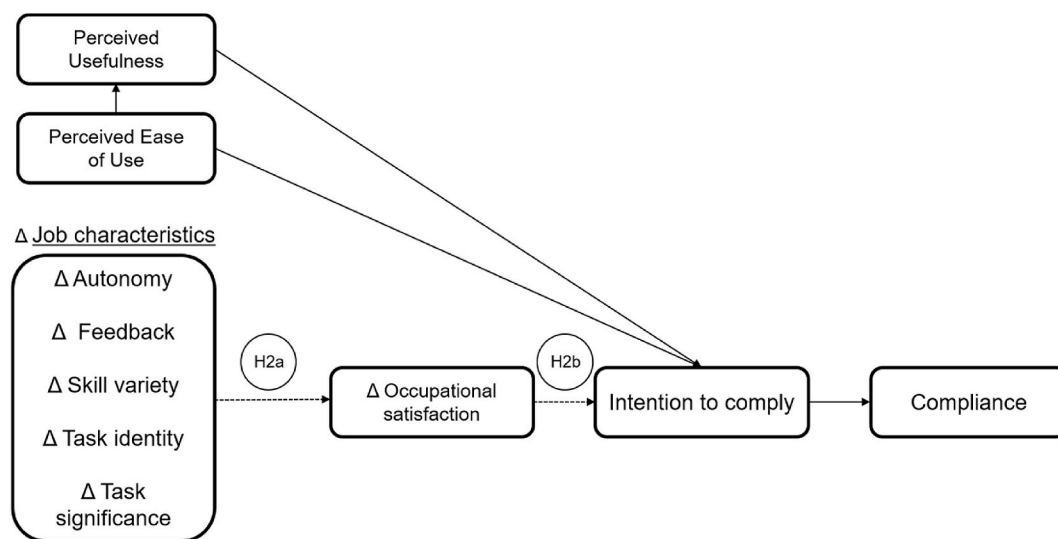 Perceived
Usefulness
Perceived Ease
of Use
Δ Job characteristics
Δ Autonomy
Δ Feedback
Δ Skill variety
Δ Task identity
Δ Task
significance
H2a
Δ Occupational
satisfaction
H2b
Intention to comply
Compliance